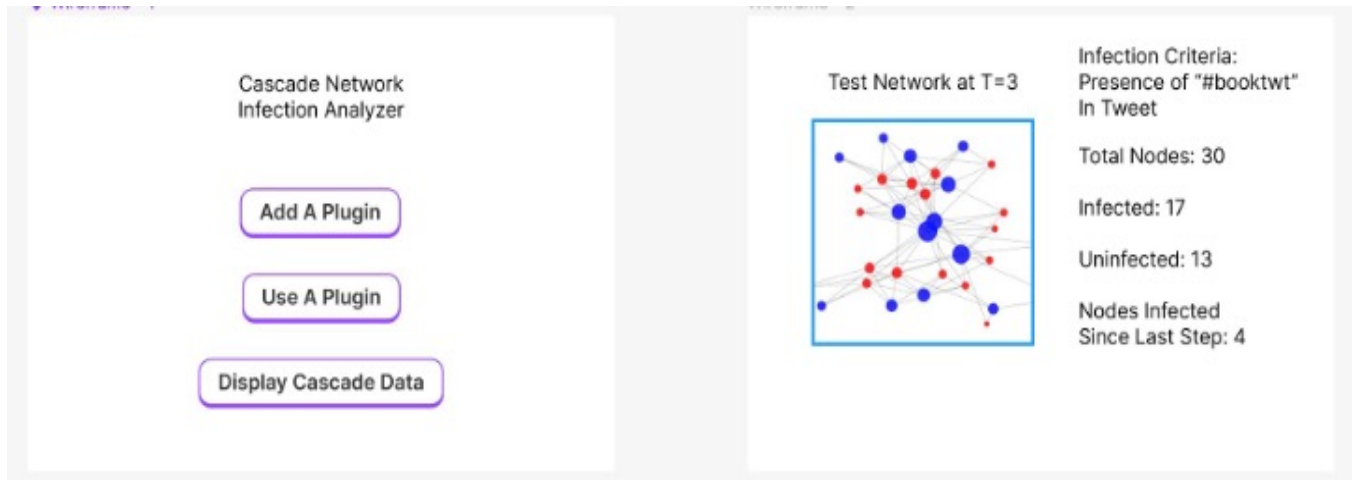 Cascade Network
Infection Analyzer
Add A Plugin
Use A Plugin
Display Cascade Data
Test Network at T=3
Infection Criteria:
Presence of "#booktwt"
In Tweet
Total Nodes: 30
Infected: 17
Uninfected: 13
Nodes Infected
Since Last Step: 4